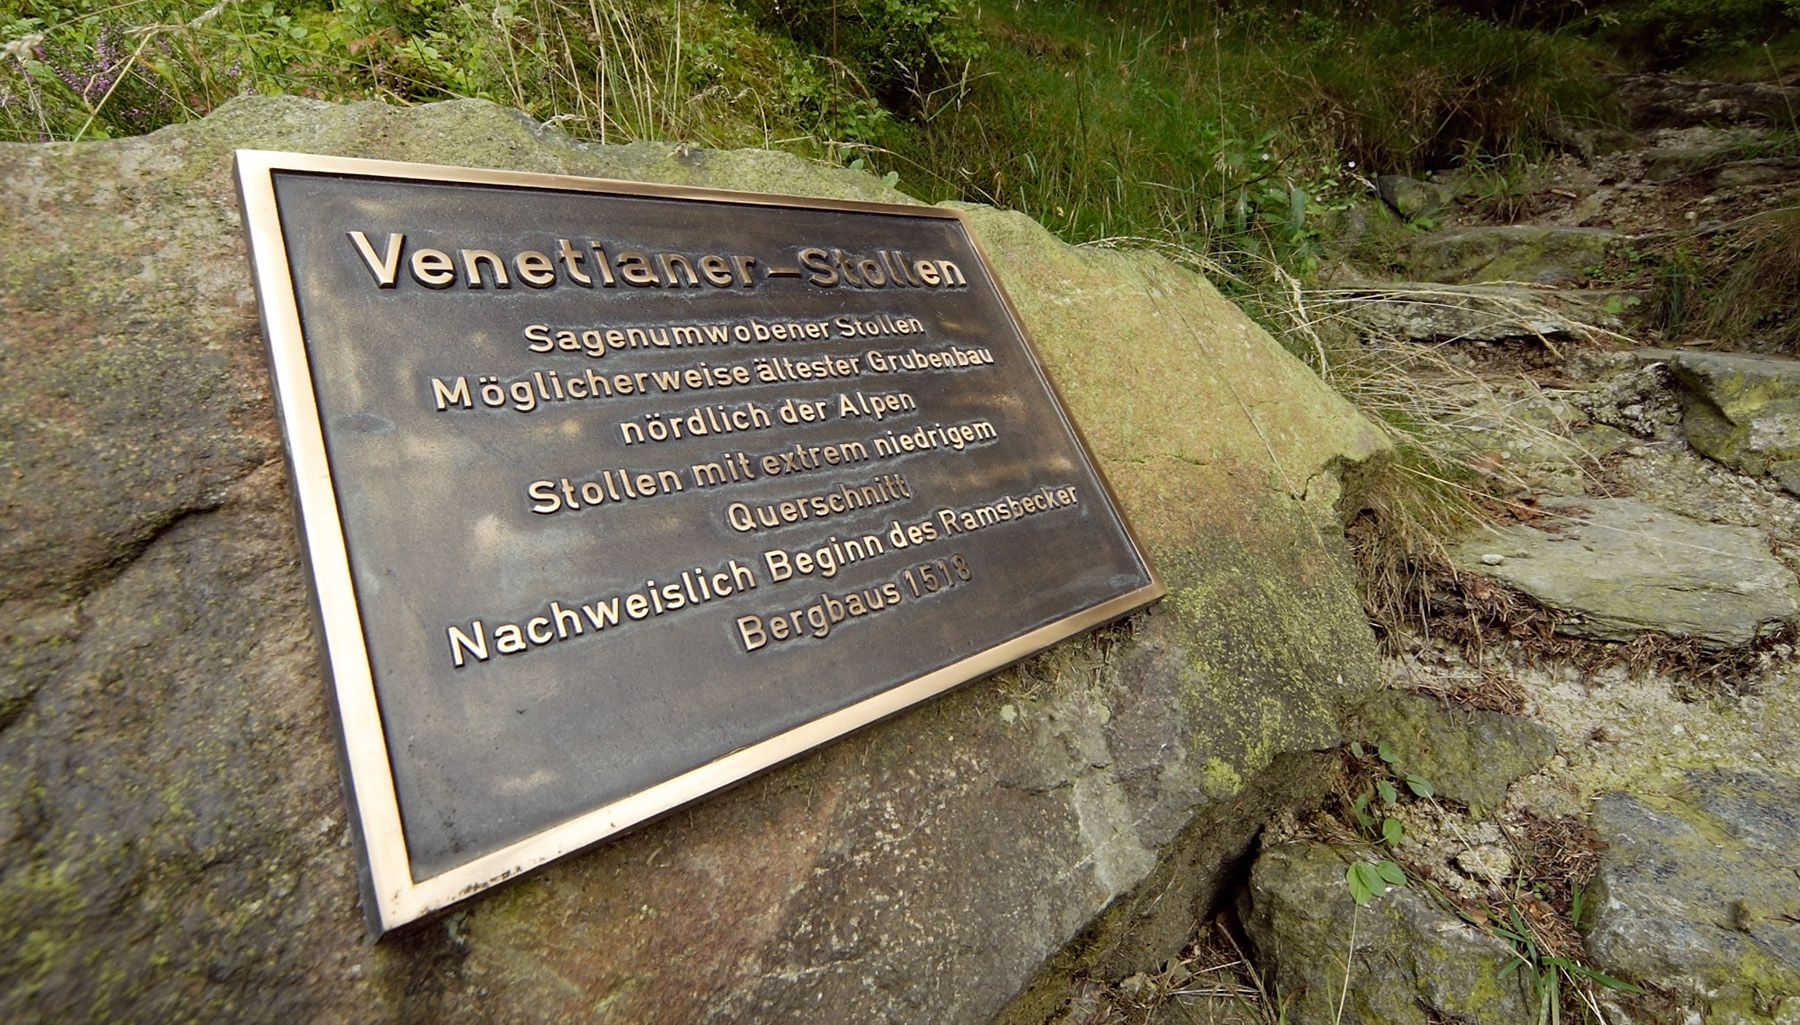 Venetianer-Stollen
Sagenumwobener Stollen
Möglicherweise ältester Grubenbau
nördlich der Alpen
Stollen mit extrem niedrigem
Querschnitt
Nachweislich Beginn des Ramsbecker
Bergbaus 1518